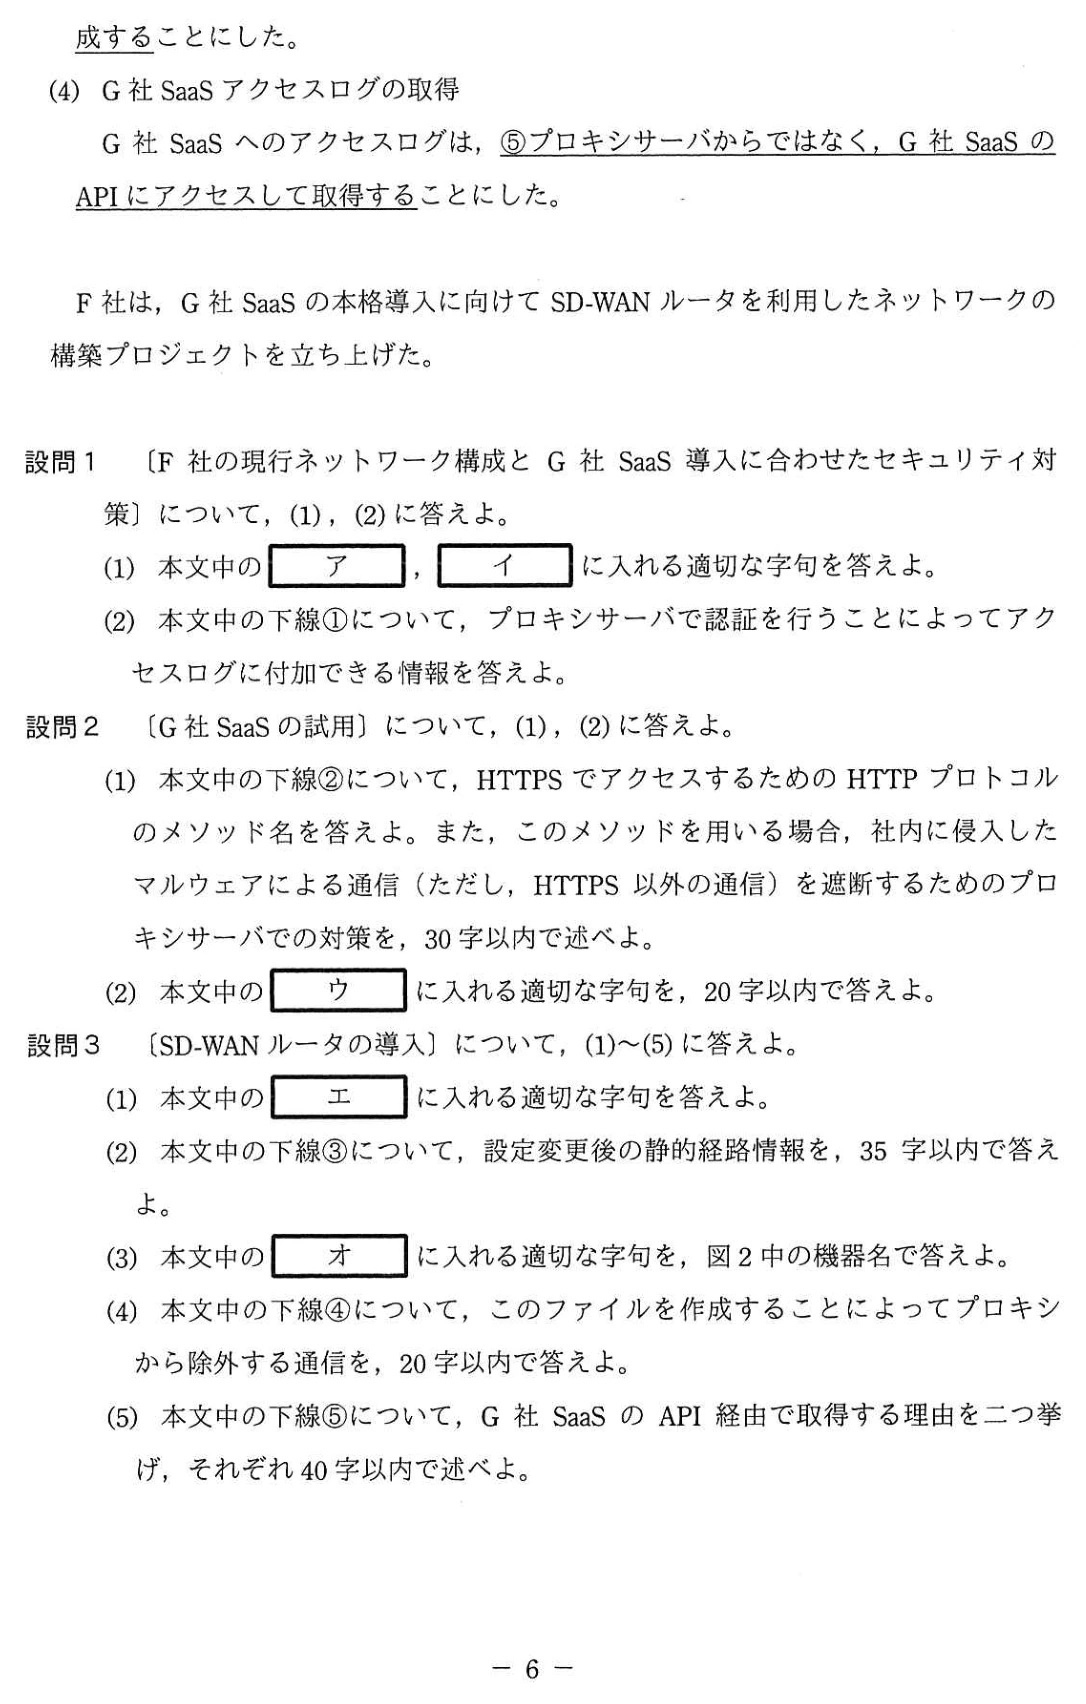 成することにした。
(4) G社SaaSアクセスログの取得
G社SaaSへのアクセスログは，⑤プロキシサーバからではなく，G社SaaSの
APIにアクセスして取得することにした。
F社は，G社SaaSの本格導入に向けてSD-WANルータを利用したネットワークの
構築プロジェクトを立ち上げた。
設問1 〔F社の現行ネットワーク構成とG社SaaS導入に合わせたセキュリティ対
策〕について，(1)，(2)に答えよ。
(1) 本文中の ア ， イ に入れる適切な字句を答えよ。
(2) 本文中の下線①について，プロキシサーバで認証を行うことによってアク
セスログに付加できる情報を答えよ。
設問2 〔G社SaaSの試用〕について，(1)，(2)に答えよ。
(1) 本文中の下線②について，HTTPSでアクセスするためのHTTPプロトコル
のメソッド名を答えよ。また，このメソッドを用いる場合，社内に侵入した
マルウェアによる通信（ただし，HTTPS以外の通信）を遮断するためのプロ
キシサーバでの対策を，30字以内で述べよ。
(2) 本文中の ウ に入れる適切な字句を，20字以内で答えよ。
設問3 〔SD-WANルータの導入〕について，(1)～(5)に答えよ。
(1) 本文中の エ に入れる適切な字句を答えよ。
(2) 本文中の下線③について，設定変更後の静的経路情報を，35字以内で答え
よ。
(3) 本文中の オ に入れる適切な字句を，図2中の機器名で答えよ。
(4) 本文中の下線④について，このファイルを作成することによってプロキシ
から除外する通信を，20字以内で答えよ。
(5) 本文中の下線⑤について，G社SaaSのAPI経由で取得する理由を二つ挙
げ，それぞれ40字以内で述べよ。
－ 6 －